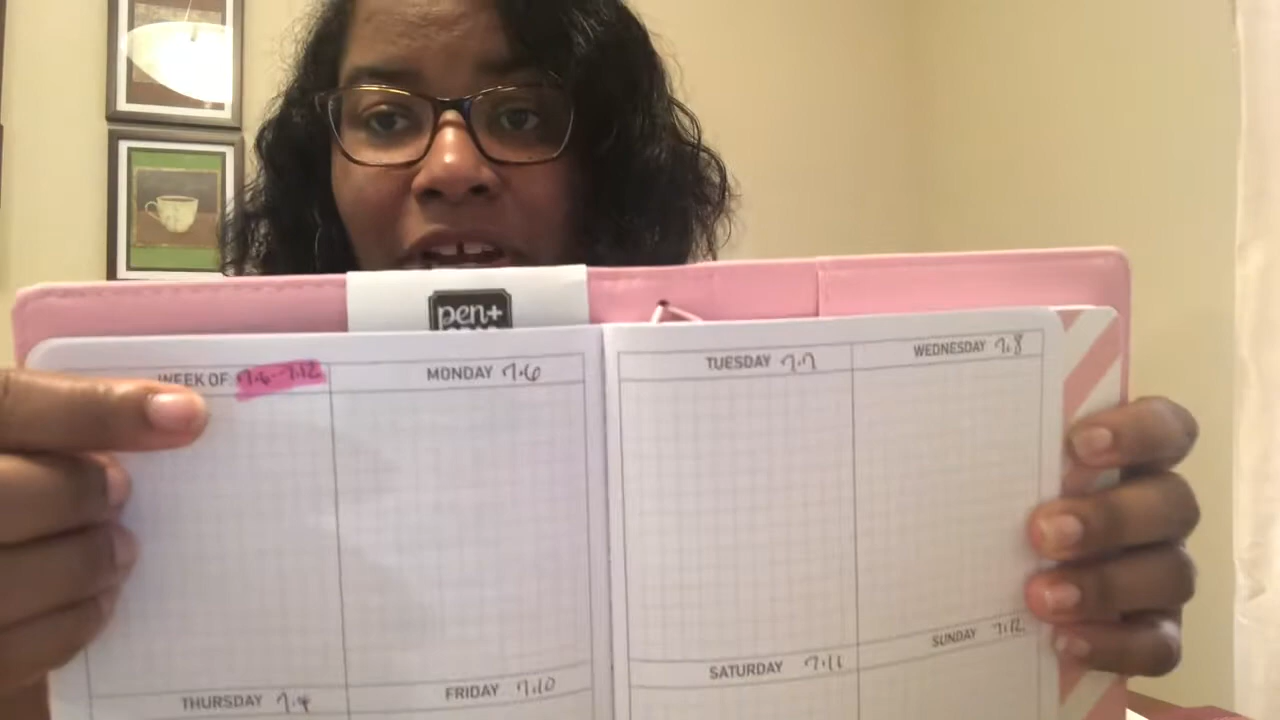 pen+
WEEK OF 7.6-7.12
MONDAY 7.6
TUESDAY 7.7
WEDNESDAY 7.8
THURSDAY 7.9
FRIDAY 7.10
SATURDAY 7.11
SUNDAY 7.12